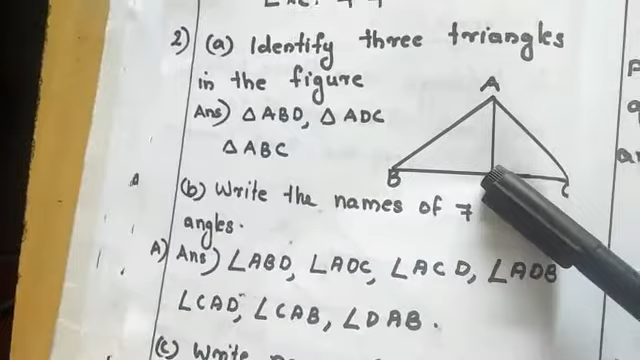 2) (a) Identify three triangles
in the figure
Ans) △ABD, △ADC
△ABC
A
B
C
(b) Write the names of 7
angles.
A) Ans) ∠ABD, ∠ADC, ∠ACD, ∠ADB
∠CAD, ∠CAB, ∠DAB.
(c) Write